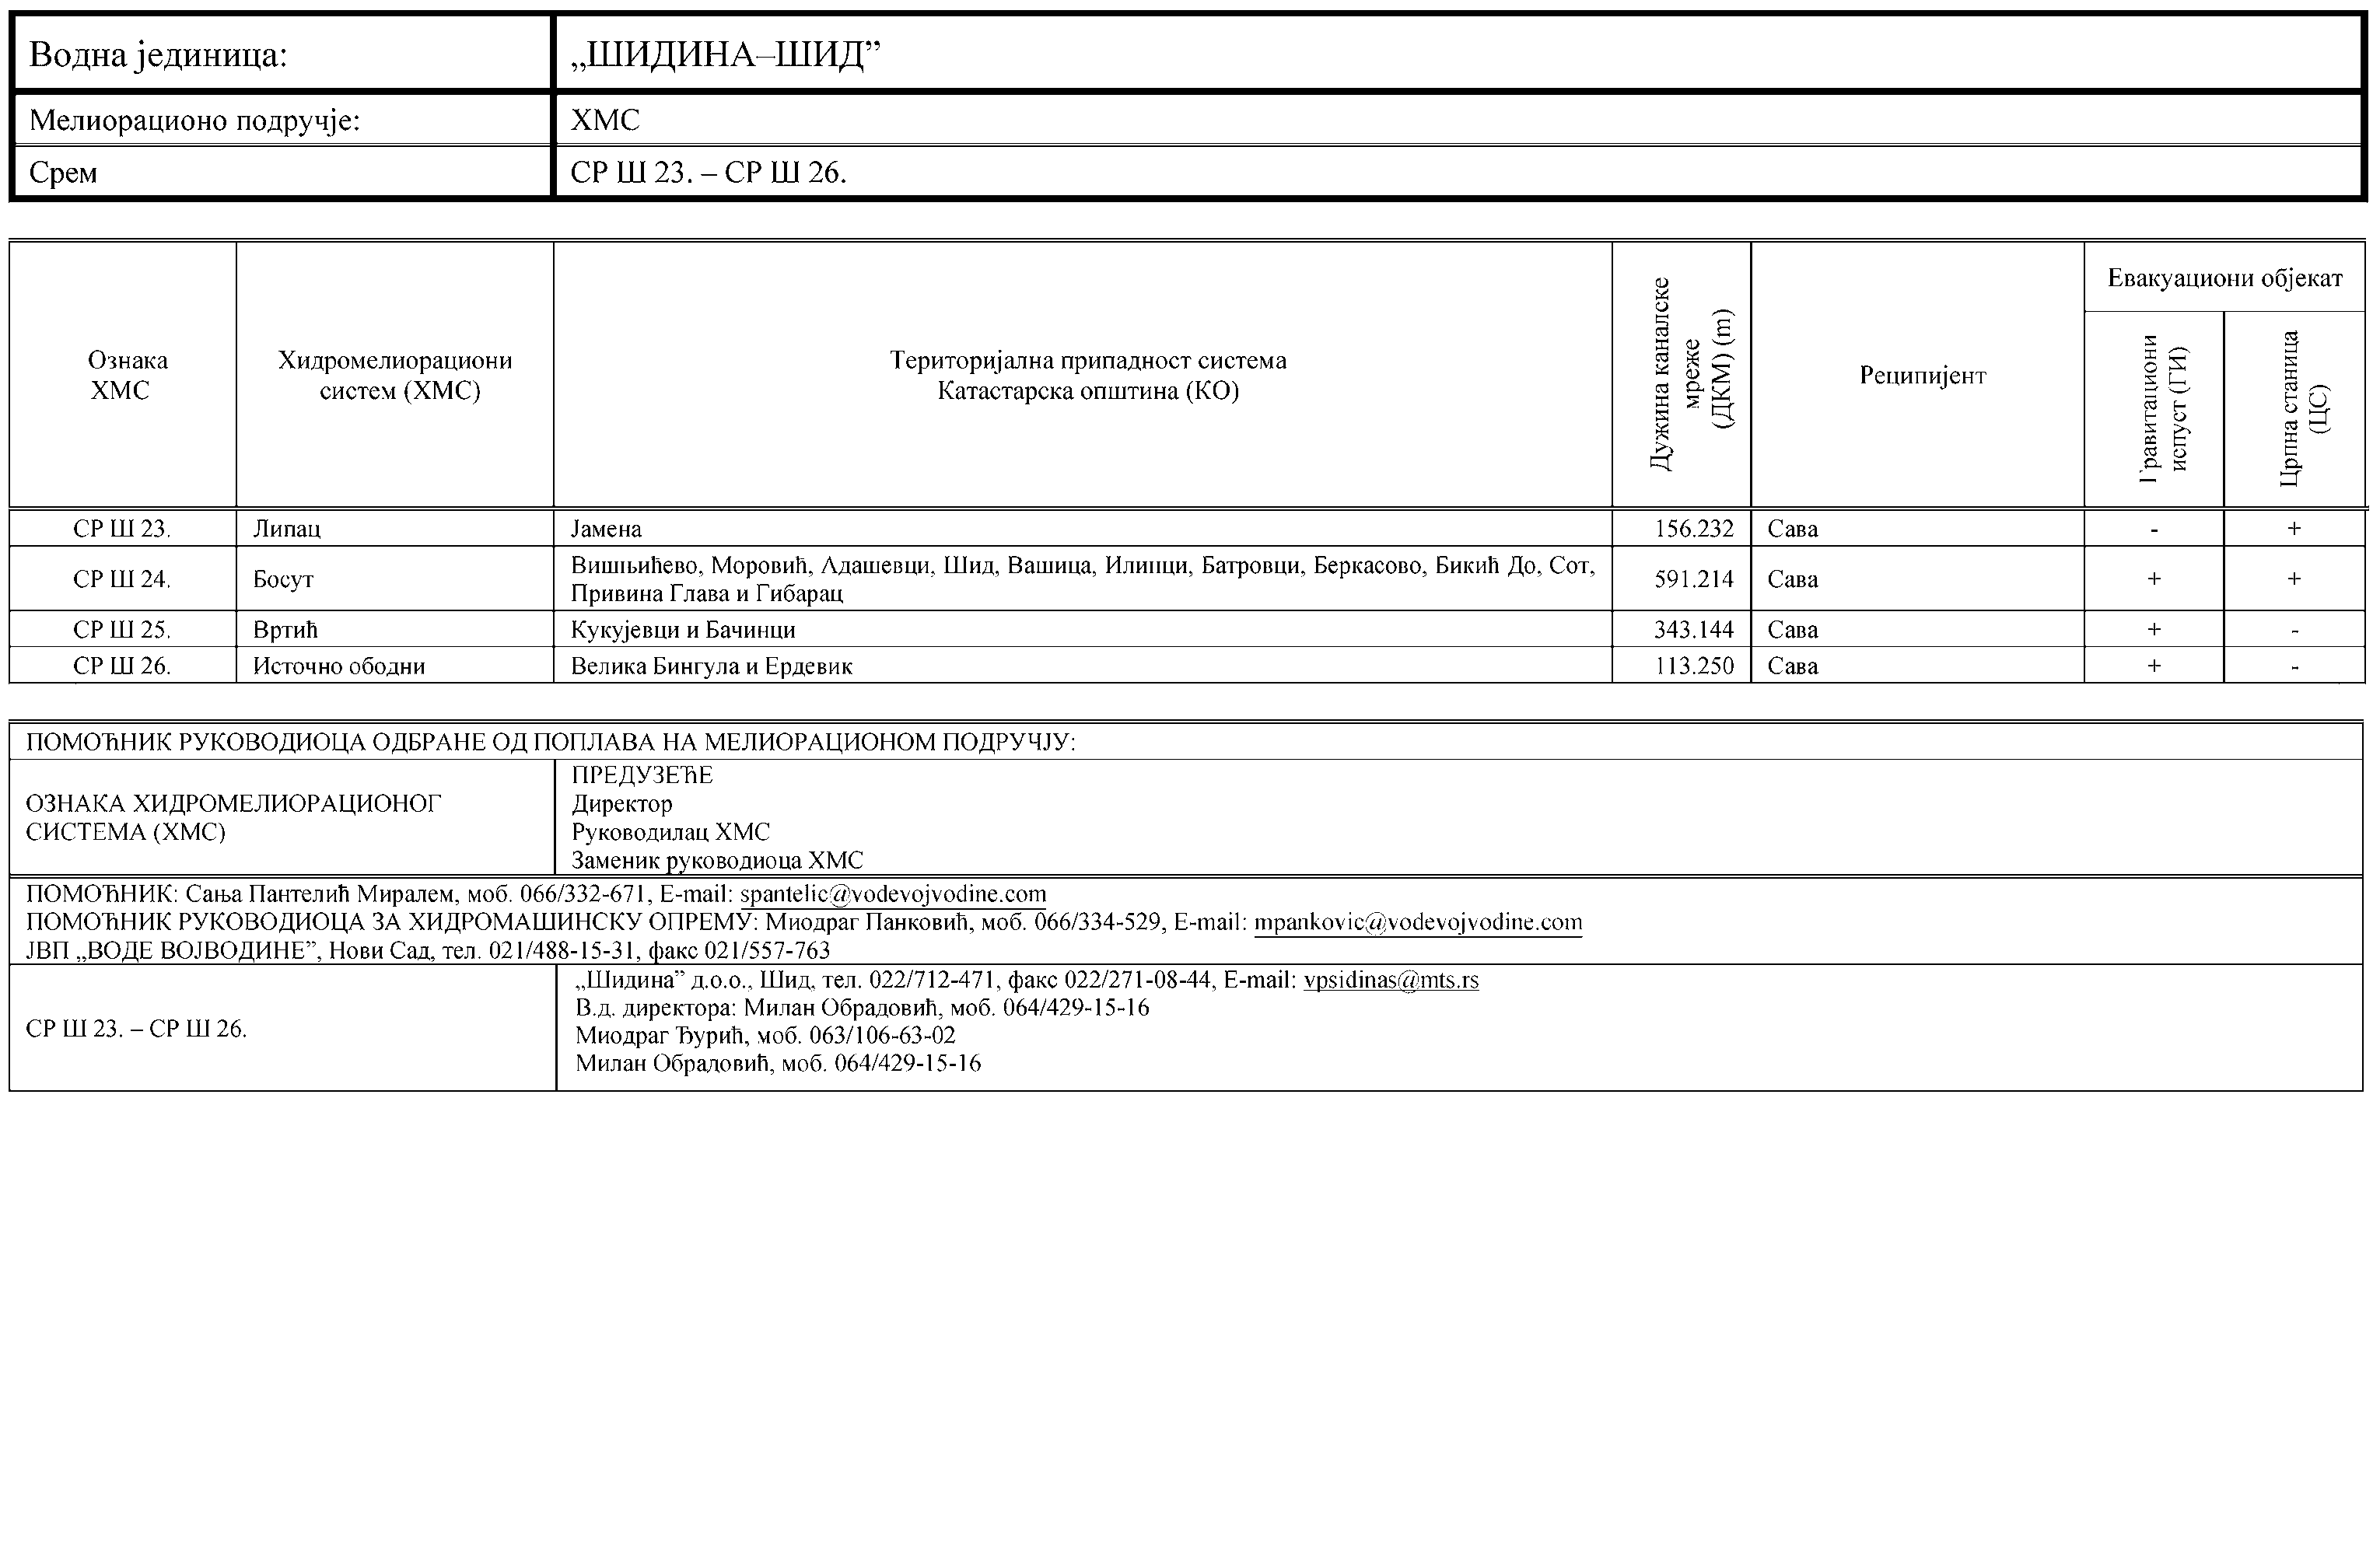 Водна јединица: „ШИДИНА–ШИД”
Мелиорационо подручје: ХМС
Срем СР Ш 23. – СР Ш 26.
Ознака
ХМС
Хидромелиорациони
систем (ХМС)
Територијална припадност система
Катастарска општина (КО)
Дужина каналске
мреже
(ДКМ) (m)
Реципијент
Евакуациони објекат
Гравитациони
испуст (ГИ)
Црпна станица
(ЦС)
СР Ш 23. Липац Јамена 156.232 Сава - +
СР Ш 24. Босут Вишњићево, Моровић, Адашевци, Шид, Вашица, Илинци, Батровци, Беркасово, Бикић До, Сот,
Привина Глава и Гибарац 591.214 Сава + +
СР Ш 25. Вртић Кукујевци и Бачинци 343.144 Сава + -
СР Ш 26. Источно ободни Велика Бингула и Ердевик 113.250 Сава + -
ПОМОЋНИК РУКОВОДИОЦА ОДБРАНЕ ОД ПОПЛАВА НА МЕЛИОРАЦИОНОМ ПОДРУЧЈУ:
ОЗНАКА ХИДРОМЕЛИОРАЦИОНОГ
СИСТЕМА (ХМС)
ПРЕДУЗЕЋЕ
Директор
Руководилац ХМС
Заменик руководиоца ХМС
ПОМОЋНИК: Сања Пантелић Миралем, моб. 066/332-671, E-mail: spantelic@vodevojvodine.com
ПОМОЋНИК РУКОВОДИОЦА ЗА ХИДРОМАШИНСКУ ОПРЕМУ: Миодраг Панковић, моб. 066/334-529, E-mail: mpankovic@vodevojvodine.com
ЈВП „ВОДЕ ВОЈВОДИНЕ”, Нови Сад, тел. 021/488-15-31, факс 021/557-763
СР Ш 23. – СР Ш 26.
„Шидина” д.о.о., Шид, тел. 022/712-471, факс 022/271-08-44, E-mail: vpsidinas@mts.rs
В.д. директора: Милан Обрадовић, моб. 064/429-15-16
Миодраг Ђурић, моб. 063/106-63-02
Милан Обрадовић, моб. 064/429-15-16